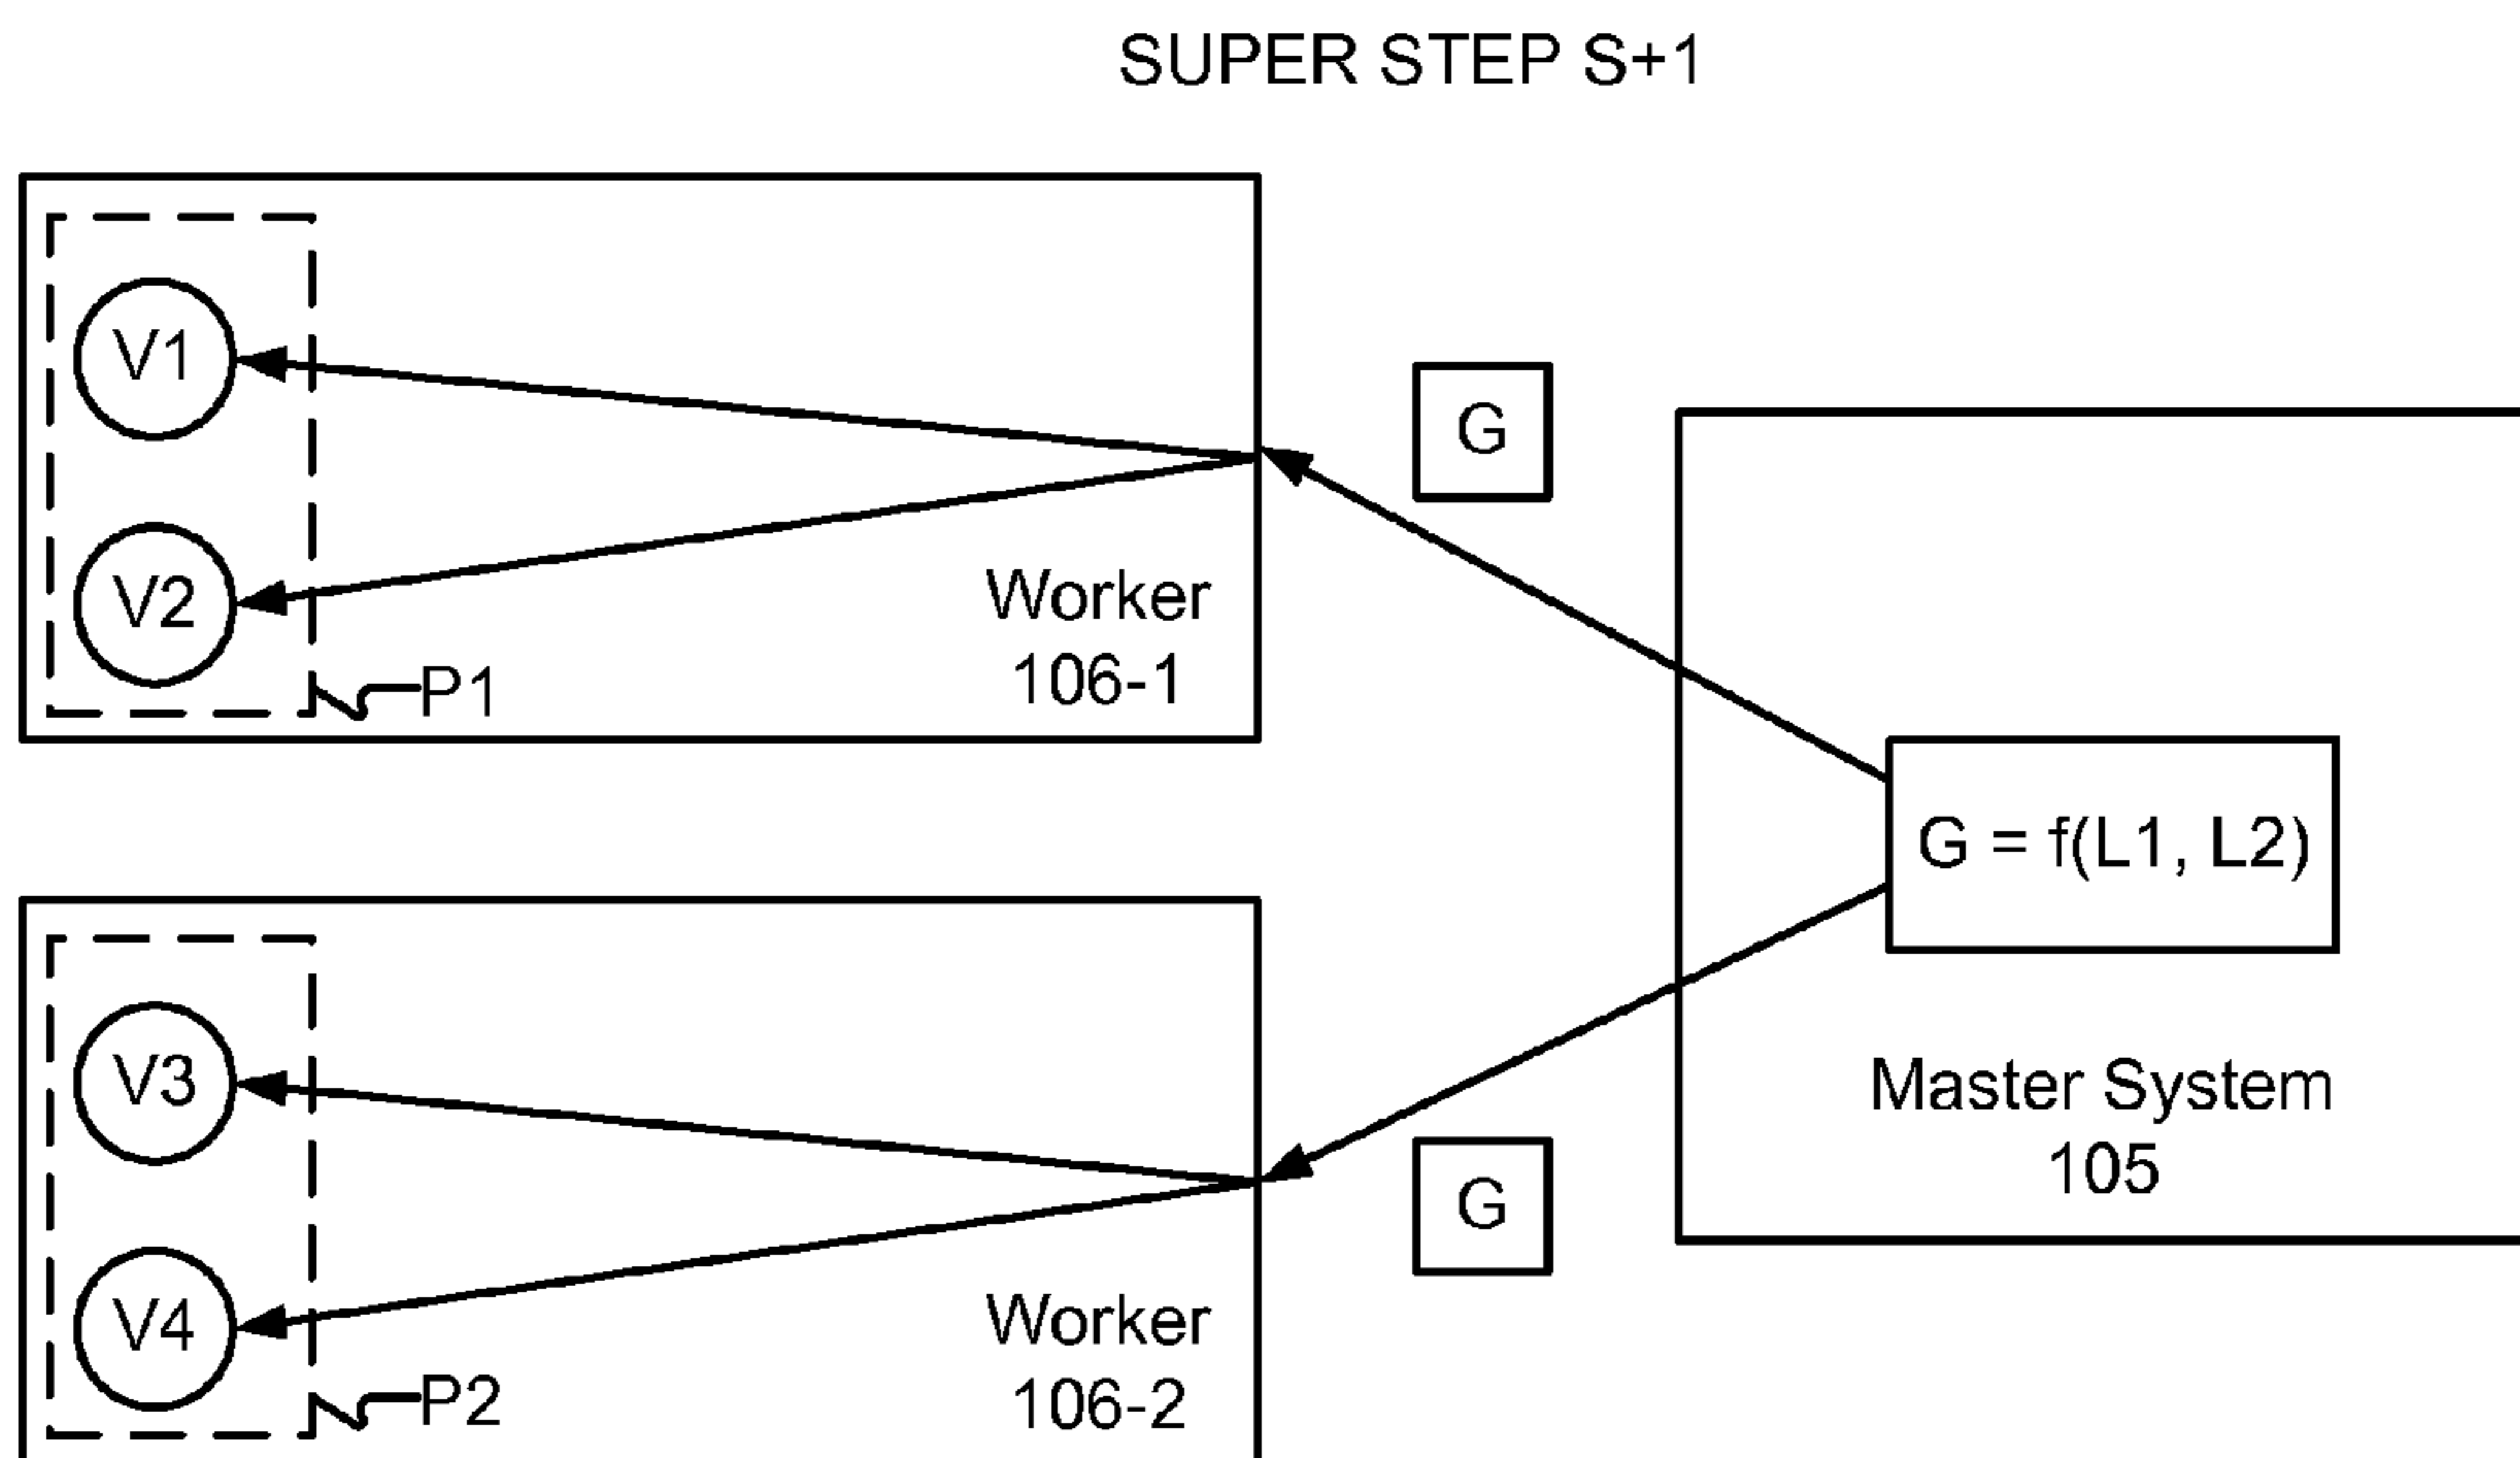 SUPER STEP S+1
V1
V2
P1
Worker
106-1
G
G = f(L1, L2)
Master System
105
V3
V4
P2
Worker
106-2
G